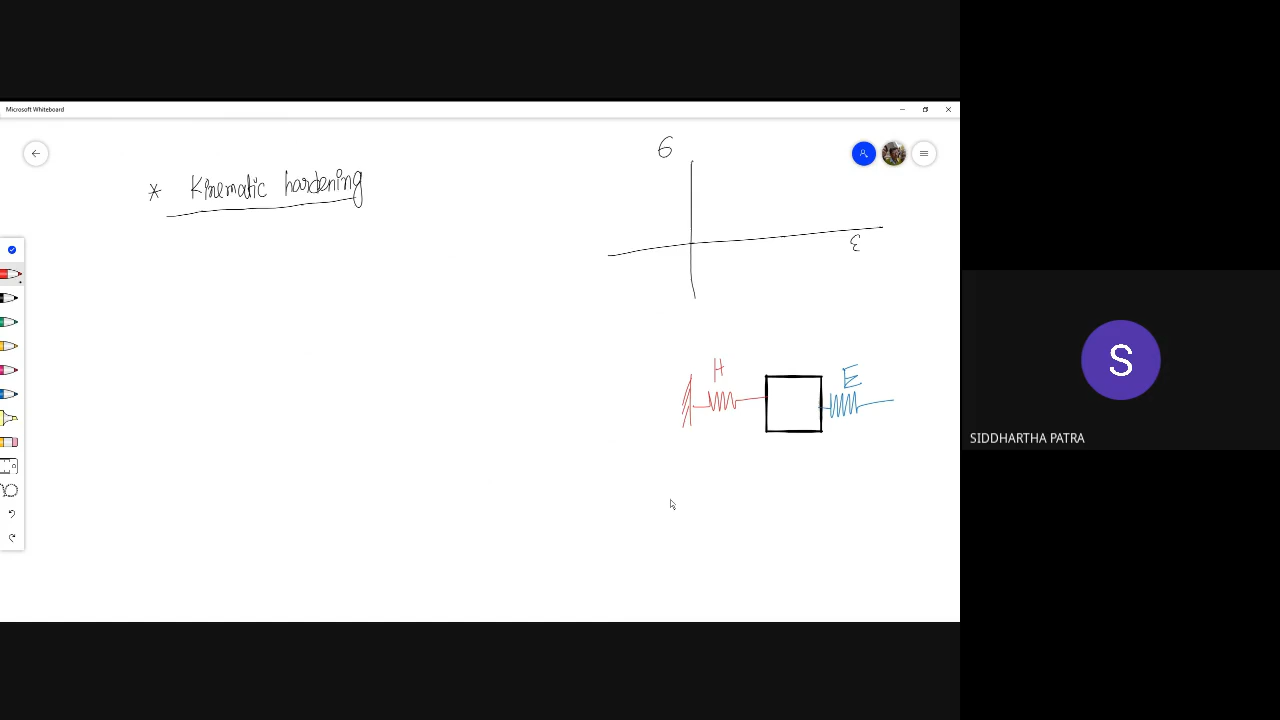 Microsoft Whiteboard
* Kinematic hardening
σ
ε
H
E
S
SIDDHARTHA PATRA